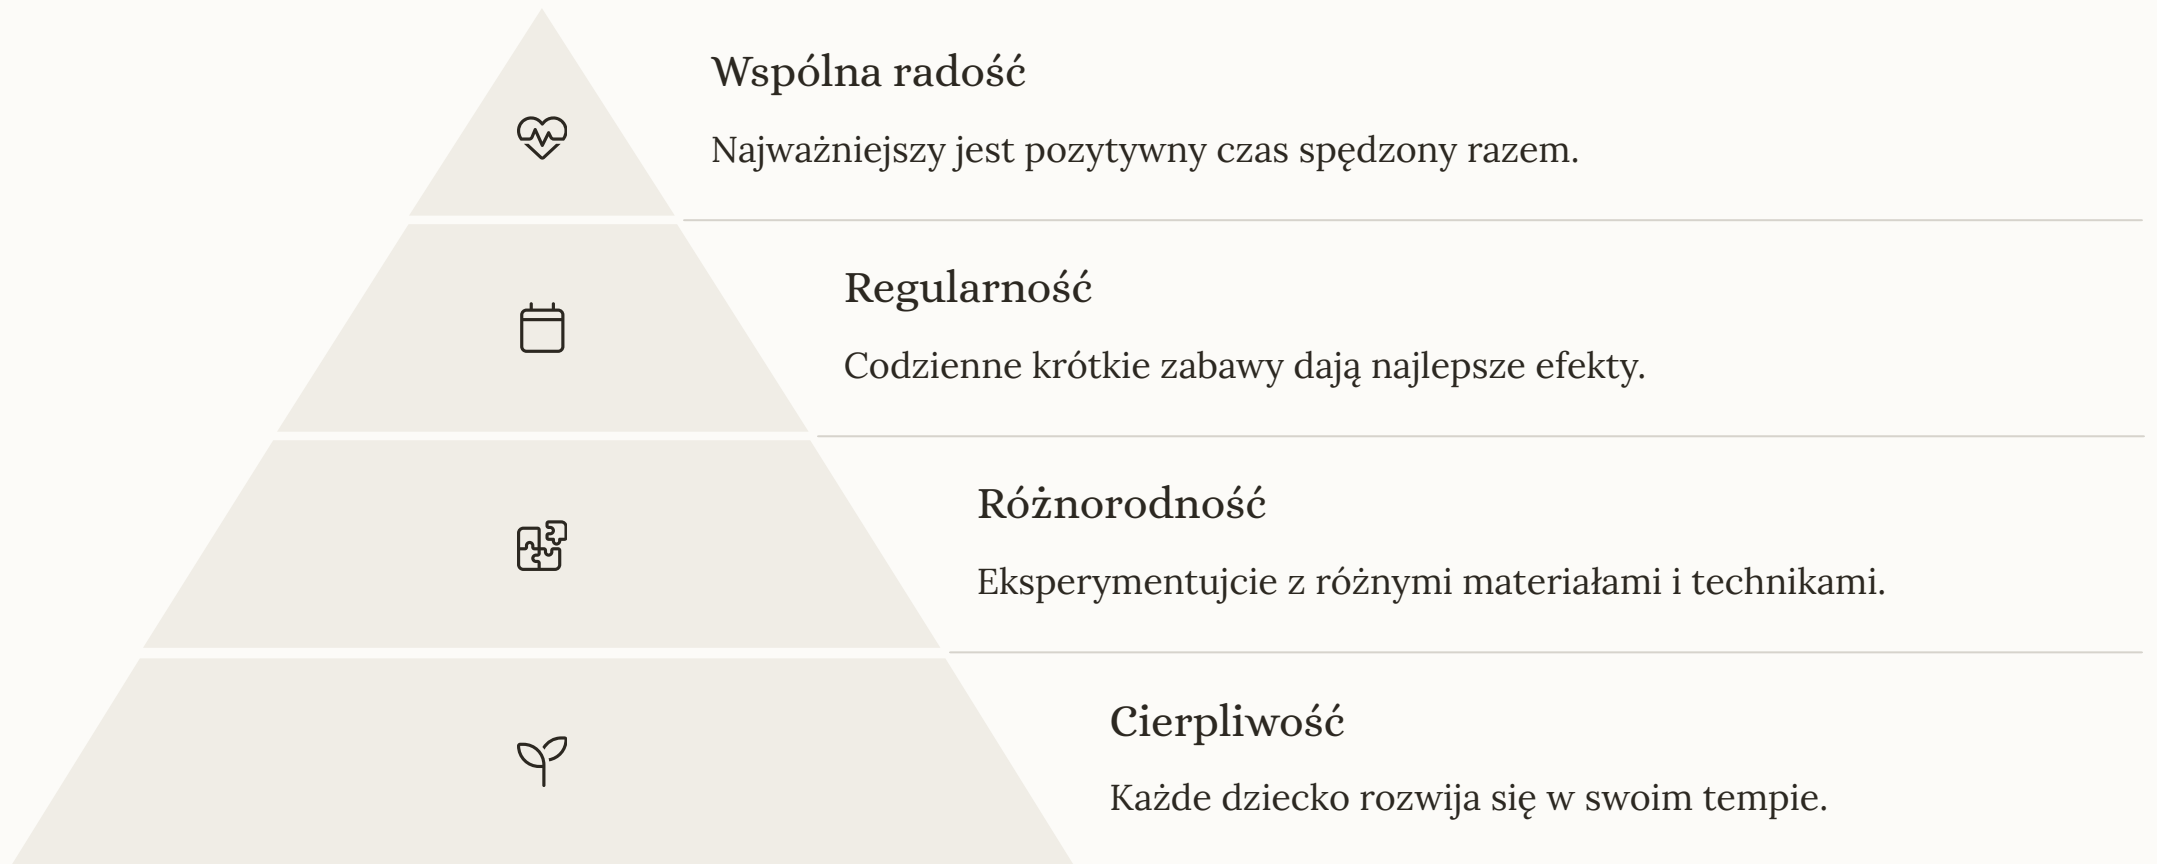 Wspólna radość
Najważniejszy jest pozytywny czas spędzony razem.
Regularność
Codzienne krótkie zabawy dają najlepsze efekty.
Różnorodność
Eksperymentujcie z różnymi materiałami i technikami.
Cierpliwość
Każde dziecko rozwija się w swoim tempie.